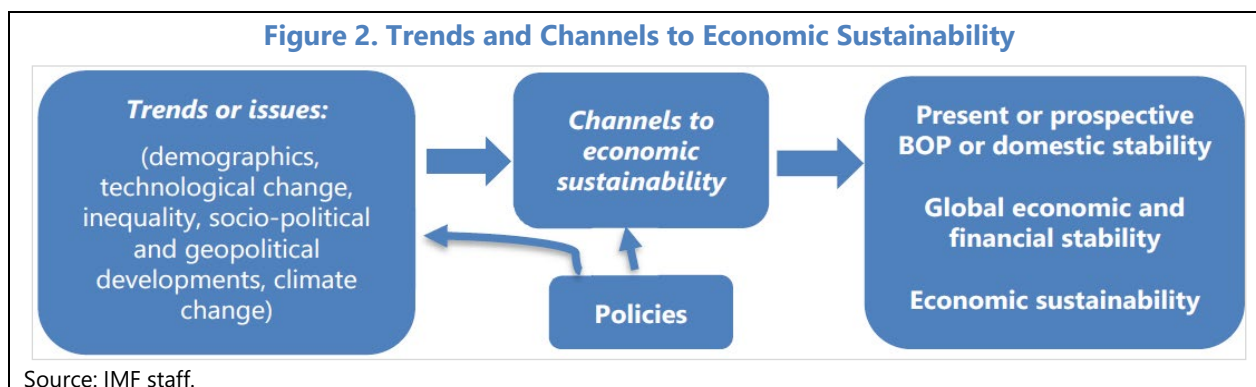 Figure 2. Trends and Channels to Economic Sustainability
Trends or issues:
(demographics,
technological change,
inequality, socio-political
and geopolitical
developments, climate
change)
Channels to
economic
sustainability
Policies
Present or prospective
BOP or domestic stability
Global economic and
financial stability
Economic sustainability
Source: IMF staff.